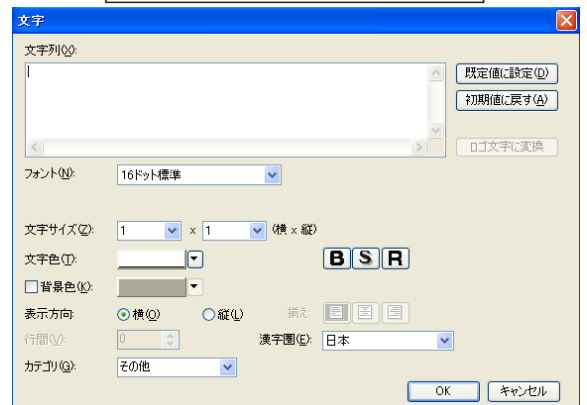 文字
文字列(X):
既定値に設定(D)
初期値に戻す(A)
ロゴ文字に変換
フォント(N): 16ドット標準
文字サイズ(Z): 1 x 1 (横 x 縦)
文字色(T): B S R
背景色(K):
表示方向: 横(O) 縦(L) 揃え:
行間(V): 0 漢字圏(E): 日本
カテゴリ(G): その他
OK キャンセル